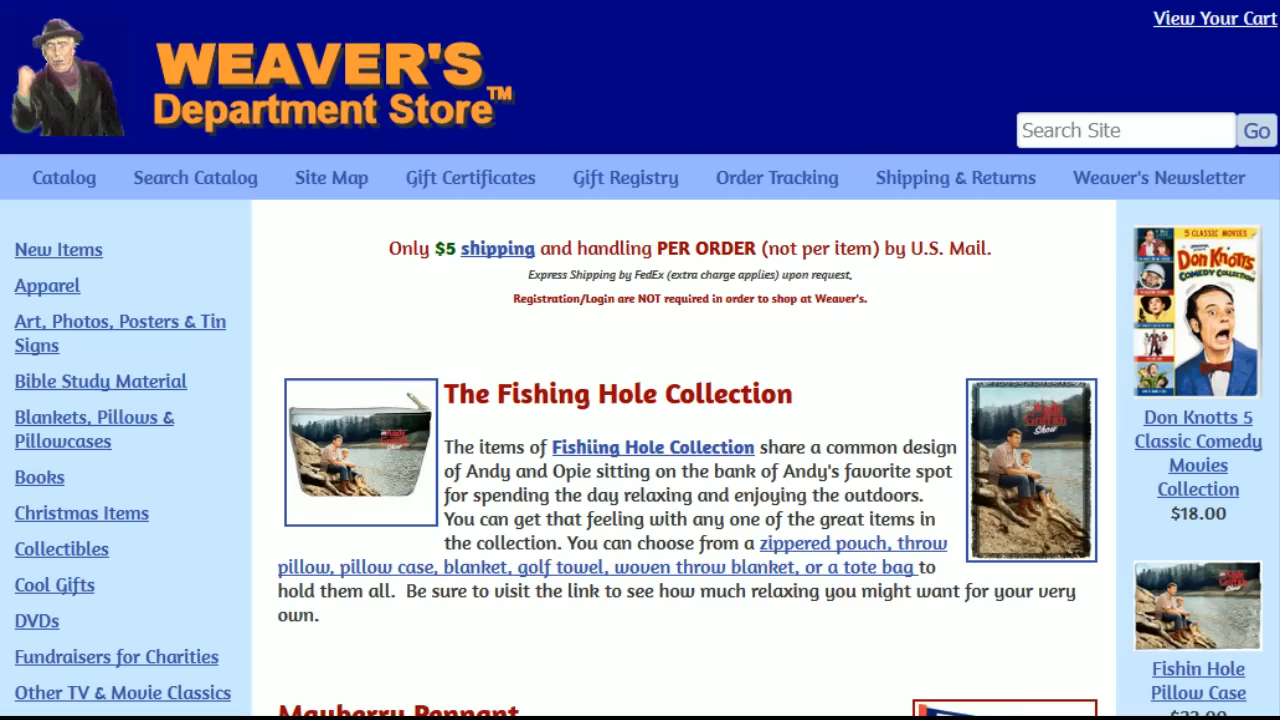 View Your Cart
WEAVER'S
Department Store™
Search Site
Go
Catalog
Search Catalog
Site Map
Gift Certificates
Gift Registry
Order Tracking
Shipping & Returns
Weaver's Newsletter
New Items
Apparel
Art, Photos, Posters & Tin
Signs
Bible Study Material
Blankets, Pillows &
Pillowcases
Books
Christmas Items
Collectibles
Cool Gifts
DVDs
Fundraisers for Charities
Other TV & Movie Classics
Only $5 shipping and handling PER ORDER (not per item) by U.S. Mail.
Express Shipping by FedEx (extra charge applies) upon request.
Registration/Login are NOT required in order to shop at Weaver's.
The Fishing Hole Collection
The items of Fishiing Hole Collection share a common design
of Andy and Opie sitting on the bank of Andy's favorite spot
for spending the day relaxing and enjoying the outdoors.
You can get that feeling with any one of the great items in
the collection. You can choose from a zippered pouch, throw
pillow, pillow case, blanket, golf towel, woven throw blanket, or a tote bag to
hold them all. Be sure to visit the link to see how much relaxing you might want for your very
own.
The
Andy
Griffith
Show
Mayberry Pennant
5 CLASSIC MOVIES
Don Knotts
COMEDY COLLECTION
Don Knotts 5
Classic Comedy
Movies
Collection
$18.00
Fishin Hole
Pillow Case